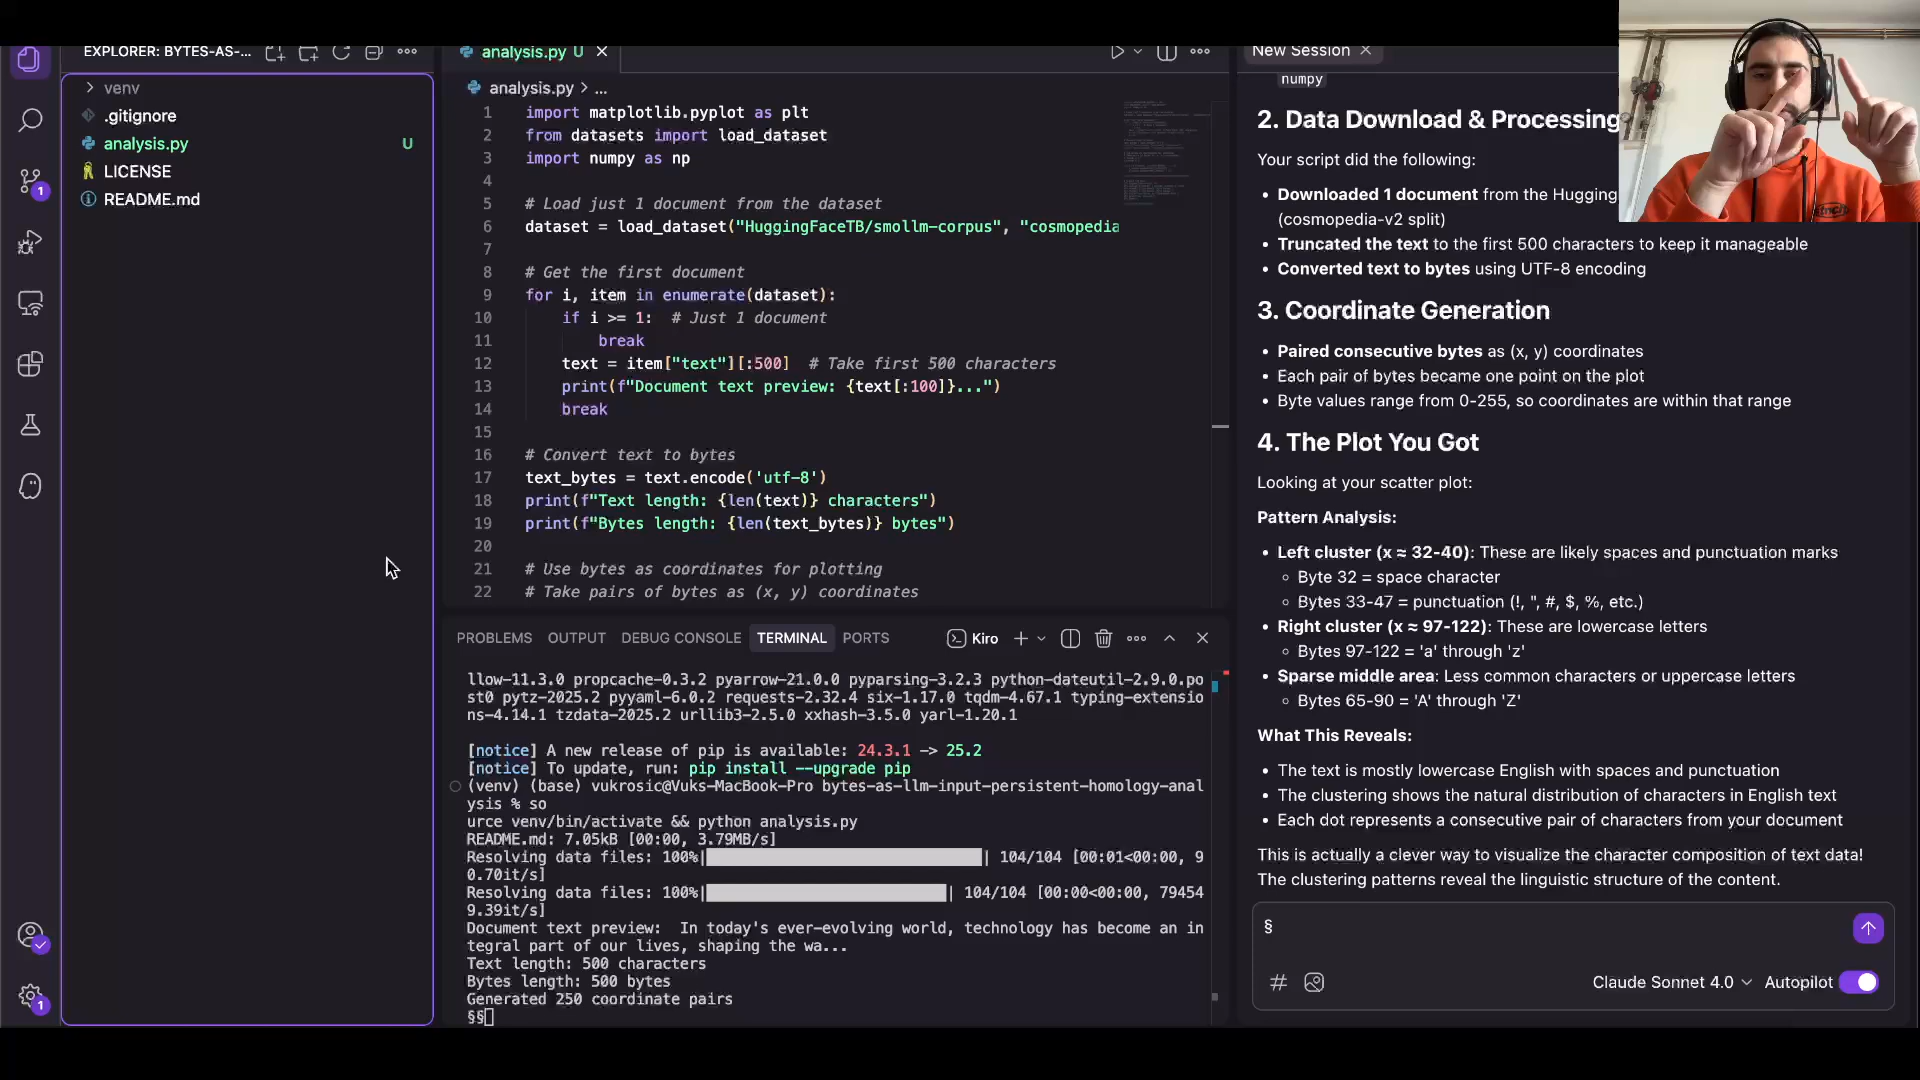 EXPLORER: BYTES-AS-...
venv
.gitignore
analysis.py U
LICENSE
README.md
1
1
analysis.py U
analysis.py > ...
1 import matplotlib.pyplot as plt
2 from datasets import load_dataset
3 import numpy as np
4
5 # Load just 1 document from the dataset
6 dataset = load_dataset("HuggingFaceTB/smollm-corpus", "cosmopedia
7
8 # Get the first document
9 for i, item in enumerate(dataset):
10 if i >= 1:  # Just 1 document
11 break
12 text = item["text"][:500]  # Take first 500 characters
13 print(f"Document text preview: {text[:100]}...")
14 break
15
16 # Convert text to bytes
17 text_bytes = text.encode('utf-8')
18 print(f"Text length: {len(text)} characters")
19 print(f"Bytes length: {len(text_bytes)} bytes")
20
21 # Use bytes as coordinates for plotting
22 # Take pairs of bytes as (x, y) coordinates
PROBLEMS OUTPUT DEBUG CONSOLE TERMINAL PORTS Kiro
llow-11.3.0 propcache-0.3.2 pyarrow-21.0.0 pyparsing-3.2.3 python-dateutil-2.9.0.po
st0 pytz-2025.2 pyyaml-6.0.2 requests-2.32.4 six-1.17.0 tqdm-4.67.1 typing-extensio
ns-4.14.1 tzdata-2025.2 urllib3-2.5.0 xxhash-3.5.0 yarl-1.20.1
[notice] A new release of pip is available: 24.3.1 -> 25.2
[notice] To update, run: pip install --upgrade pip
(venv) (base) vukrosic@Vuks-MacBook-Pro bytes-as-llm-input-persistent-homology-anal
ysis % so
urce venv/bin/activate && python analysis.py
README.md: 7.05kB [00:00, 3.79MB/s]
Resolving data files: 100%| | 104/104 [00:01<00:00, 9
0.70it/s]
Resolving data files: 100%| | 104/104 [00:00<00:00, 79454
9.39it/s]
Document text preview:  In today's ever-evolving world, technology has become an in
tegral part of our lives, shaping the wa...
Text length: 500 characters
Bytes length: 500 bytes
Generated 250 coordinate pairs
§§
New Session
numpy
2. Data Download & Processing
Your script did the following:
• Downloaded 1 document from the Hugging
(cosmopedia-v2 split)
• Truncated the text to the first 500 characters to keep it manageable
• Converted text to bytes using UTF-8 encoding
3. Coordinate Generation
• Paired consecutive bytes as (x, y) coordinates
• Each pair of bytes became one point on the plot
• Byte values range from 0-255, so coordinates are within that range
4. The Plot You Got
Looking at your scatter plot:
Pattern Analysis:
• Left cluster (x ≈ 32-40): These are likely spaces and punctuation marks
◦ Byte 32 = space character
◦ Bytes 33-47 = punctuation (!, ", #, $, %, etc.)
• Right cluster (x ≈ 97-122): These are lowercase letters
◦ Bytes 97-122 = 'a' through 'z'
• Sparse middle area: Less common characters or uppercase letters
◦ Bytes 65-90 = 'A' through 'Z'
What This Reveals:
• The text is mostly lowercase English with spaces and punctuation
• The clustering shows the natural distribution of characters in English text
• Each dot represents a consecutive pair of characters from your document
This is actually a clever way to visualize the character composition of text data!
The clustering patterns reveal the linguistic structure of the content.
§
Claude Sonnet 4.0 Autopilot